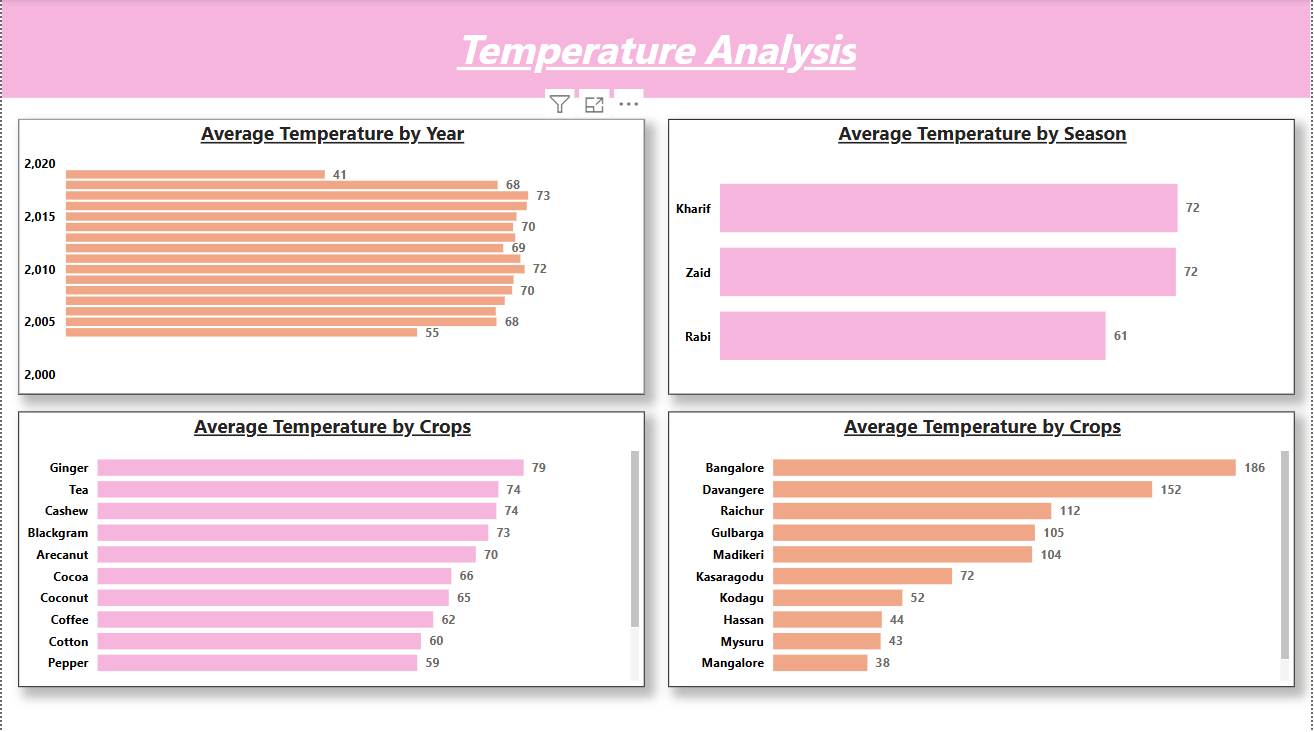 Temperature Analysis
Average Temperature by Year
2,020
41
68
73
2,015
70
69
2,010
72
70
2,005
68
55
2,000
Average Temperature by Season
Kharif 72
Zaid 72
Rabi 61
Average Temperature by Crops
Ginger 79
Tea 74
Cashew 74
Blackgram 73
Arecanut 70
Cocoa 66
Coconut 65
Coffee 62
Cotton 60
Pepper 59
Average Temperature by Crops
Bangalore 186
Davangere 152
Raichur 112
Gulbarga 105
Madikeri 104
Kasaragodu 72
Kodagu 52
Hassan 44
Mysuru 43
Mangalore 38